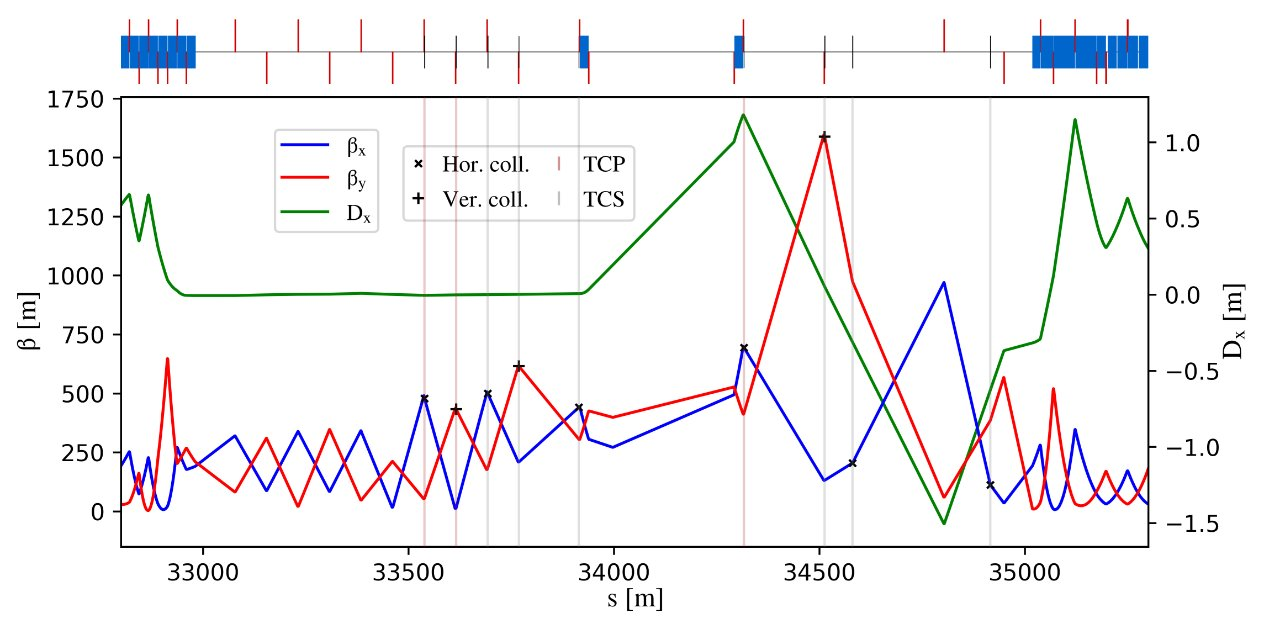 1750
1500
1250
1000
750
500
250
0
β [m]
βx
βy
Dx
Hor. coll.
Ver. coll.
TCP
TCS
1.0
0.5
0.0
−0.5
−1.0
−1.5
Dx [m]
33000 33500 34000 34500 35000
s [m]